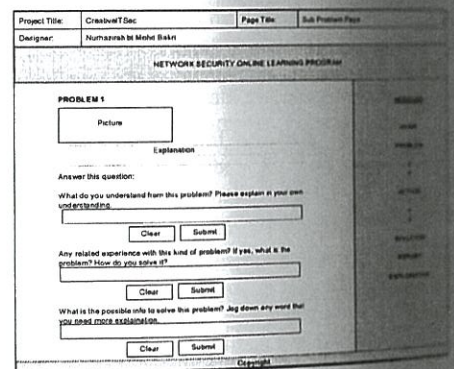 Project Title: CreativeITSec Page Title: Sub Problem Page
Designer: Nurhazirah bt Mohd Bakri
NETWORK SECURITY ONLINE LEARNING PROGRAM
PROBLEM 1
Picture
Explanation
Answer this question:
What do you understand from this problem? Please explain in your own
understanding.
Clear Submit
Any related experience with this kind of problem? If yes, what is the
problem? How do you solve it?
Clear Submit
What is the possible info to solve this problem? Jog down any word that
you need more explaination.
Clear Submit
Copyright